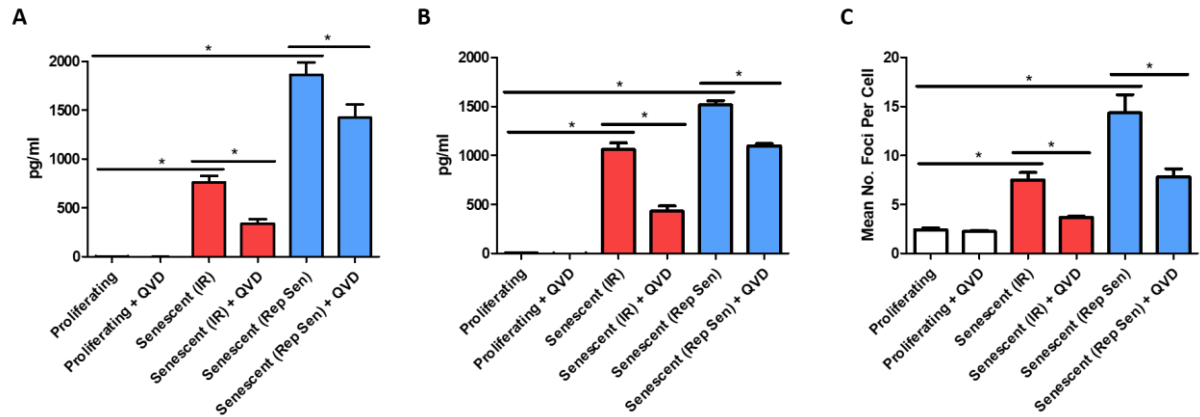 A
pg/ml
2000
1500
1000
500
0
*
*
*
*
Proliferating
Proliferating + QVD
Senescent (IR)
Senescent (IR) + QVD
Senescent (Rep Sen)
Senescent (Rep Sen) + QVD
B
pg/ml
2000
1500
1000
500
0
*
*
*
*
Proliferating
Proliferating + QVD
Senescent (IR)
Senescent (IR) + QVD
Senescent (Rep Sen)
Senescent (Rep Sen) + QVD
C
Mean No. Foci Per Cell
20
15
10
5
0
*
*
*
*
Proliferating
Proliferating + QVD
Senescent (IR)
Senescent (IR) + QVD
Senescent (Rep Sen)
Senescent (Rep Sen) + QVD